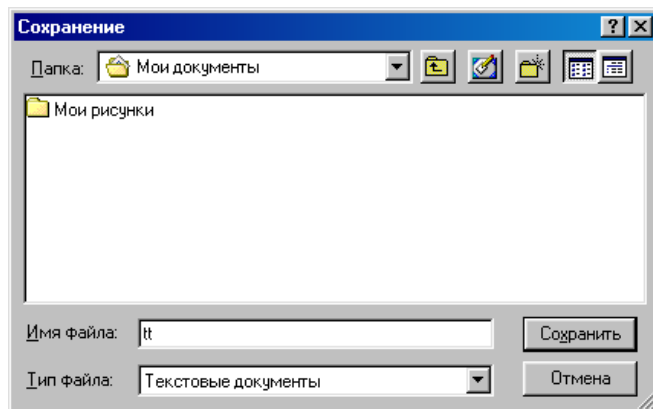 Сохранение
Папка: Мои документы
Мои рисунки
Имя файла: tt
Сохранить
Тип файла: Текстовые документы
Отмена